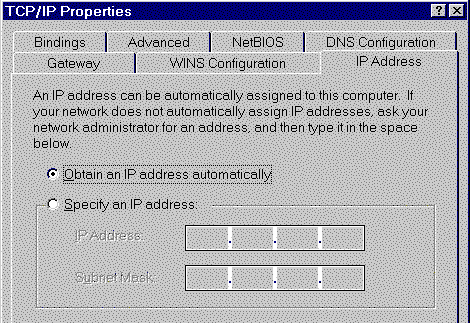 TCP/IP Properties
Bindings Advanced NetBIOS DNS Configuration
Gateway WINS Configuration IP Address
An IP address can be automatically assigned to this computer. If
your network does not automatically assign IP addresses, ask your
network administrator for an address, and then type it in the space
below.
Obtain an IP address automatically
Specify an IP address:
IP Address:
Subnet Mask: